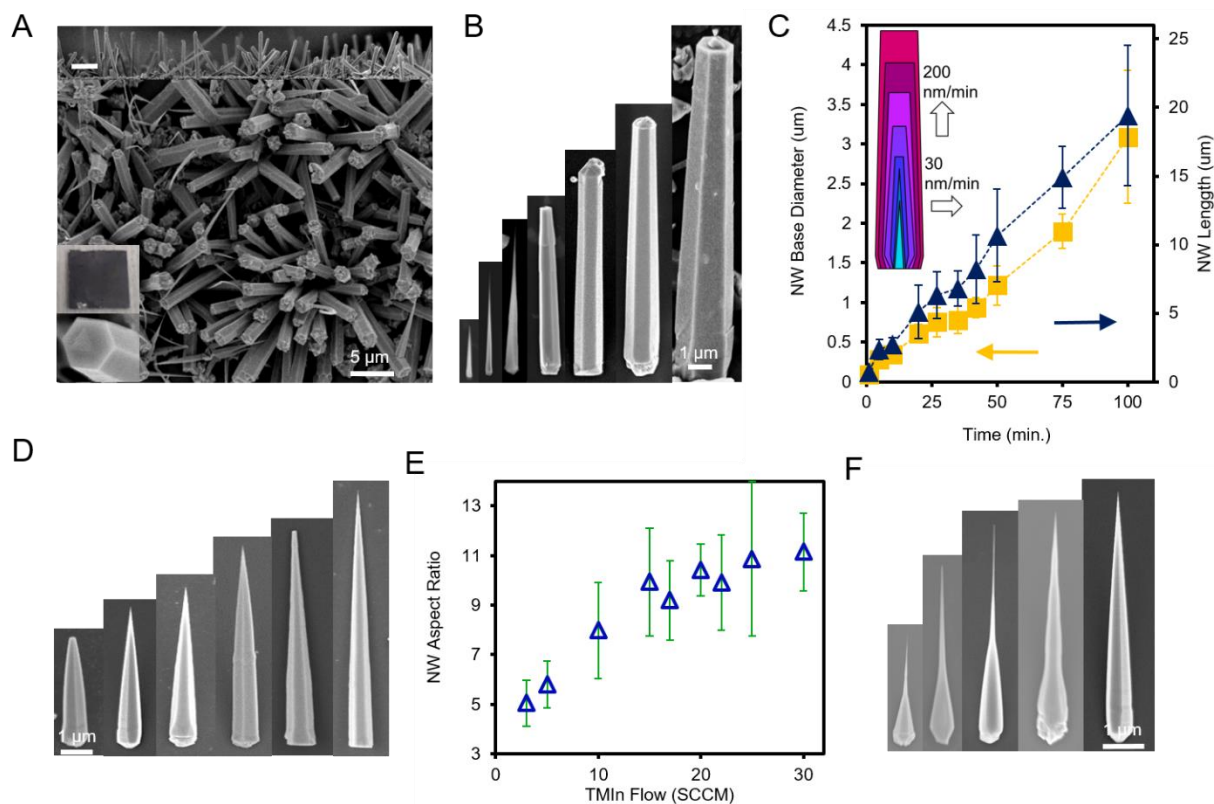 A
5 μm
B
1 μm
C
4.5
4
3.5
3
2.5
2
1.5
1
0.5
0
NW Base Diameter (um)
200
nm/min
30
nm/min
25
20
15
10
5
0
NW Lenggth (um)
0
25
50
75
100
Time (min.)
D
1 μm
E
13
11
9
7
5
3
NW Aspect Ratio
0
10
20
30
TMIn Flow (SCCM)
F
1 μm